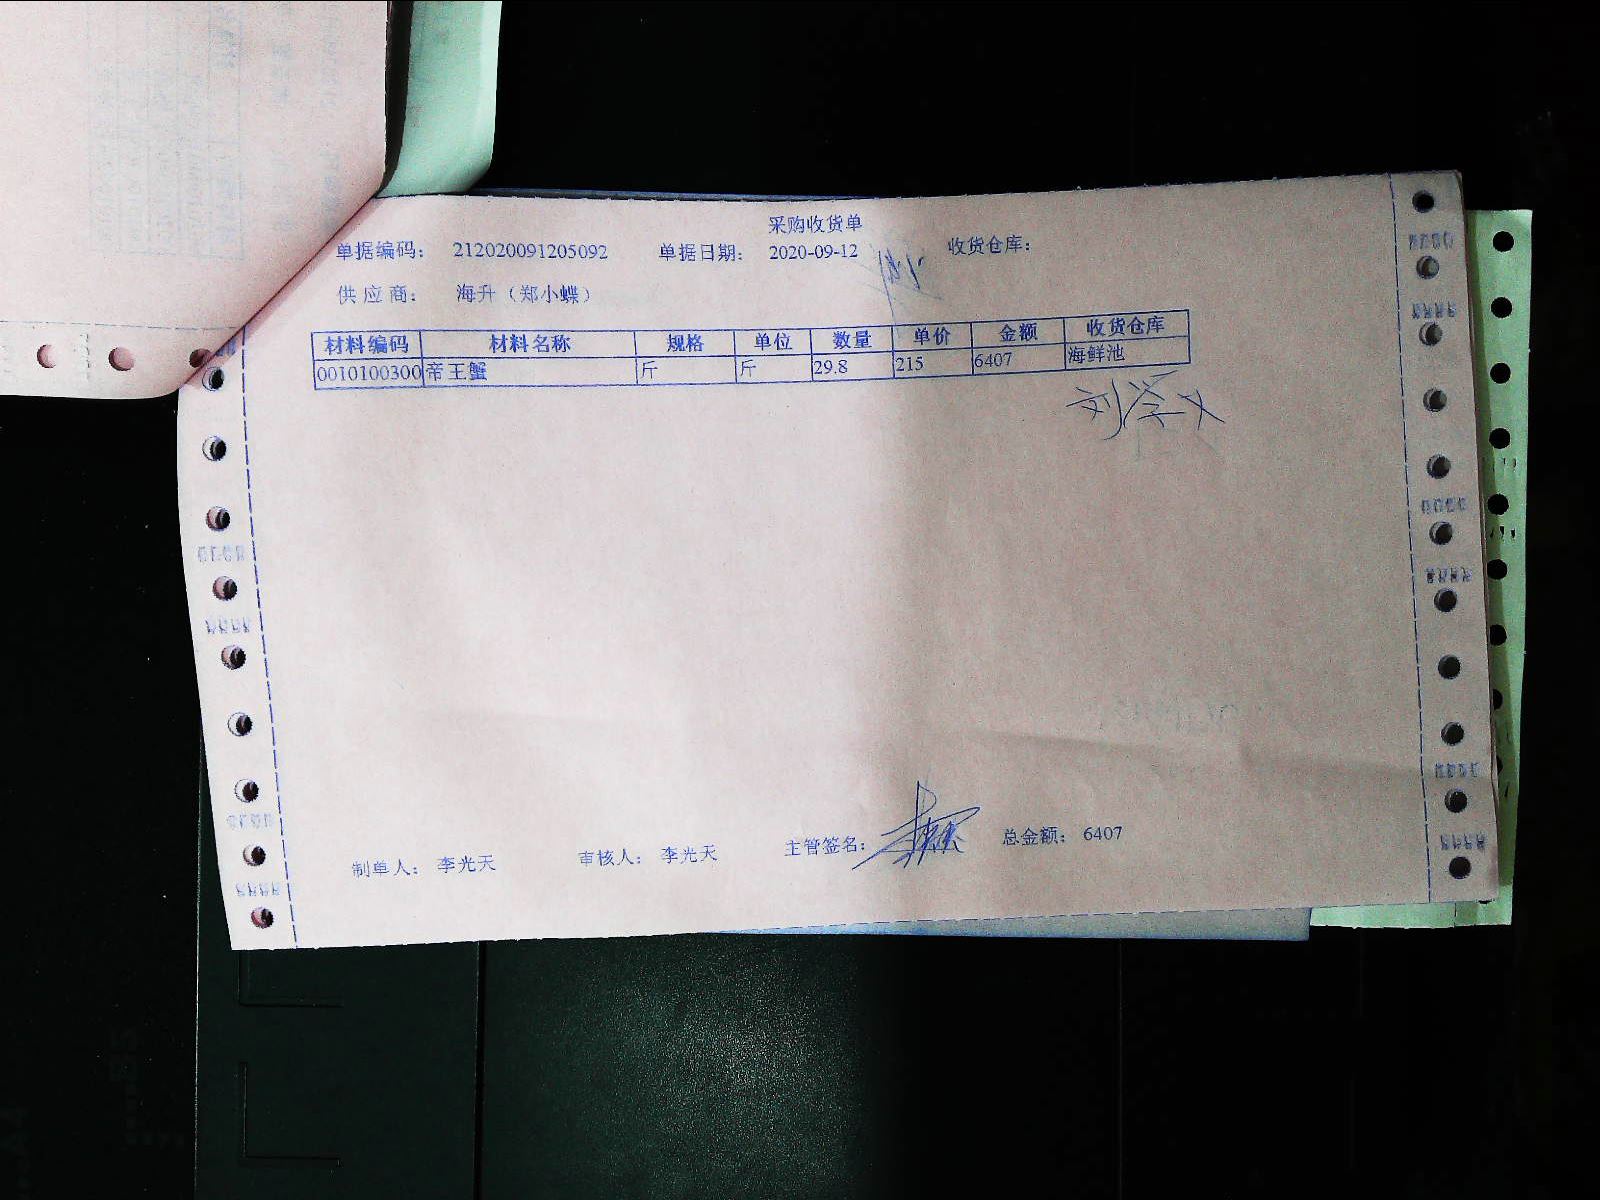 采购收货单
单据编码： 212020091205092 单据日期： 2020-09-12 收货仓库：
供应商： 海升（郑小蝶）
材料编码 材料名称 规格 单位 数量 单价 金额 收货仓库
0010100300 帝王蟹 斤 斤 29.8 215 6407 海鲜池
制单人： 李光天 审核人： 李光天 主管签名： 总金额： 6407